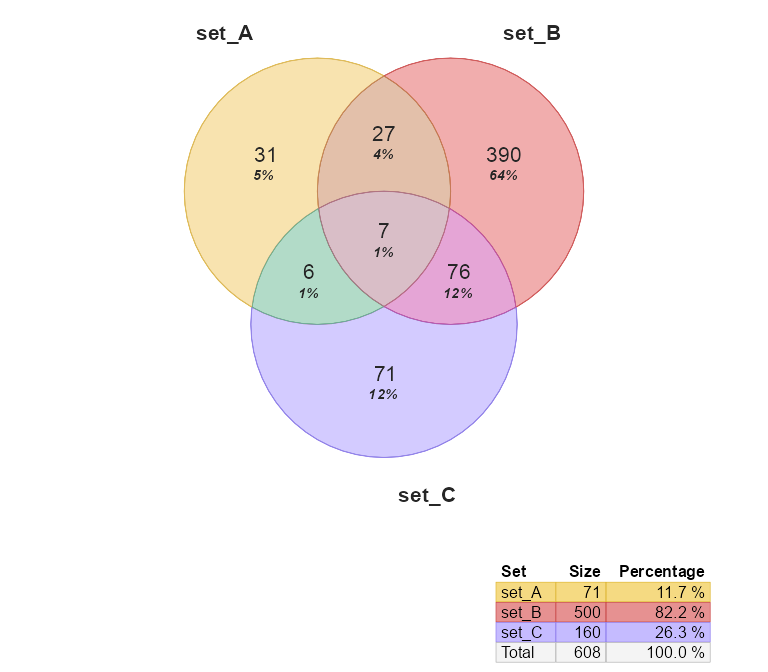 set_A set_B
27
4%
31 390
5% 64%
7
1%
6 76
1% 12%
71
12%
set_C
Set Size Percentage
set_A 71 11.7 %
set_B 500 82.2 %
set_C 160 26.3 %
Total 608 100.0 %